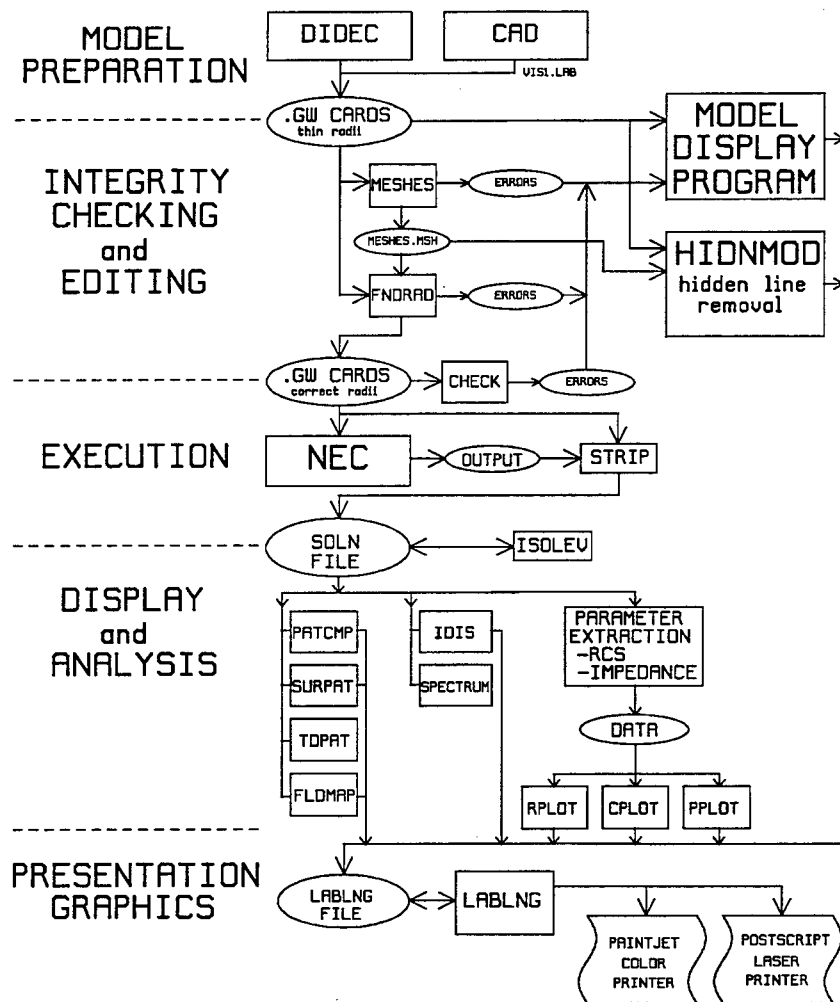 MODEL
PREPARATION
DIDEC
CAD
VIS1.LAB
.GW CARDS
thin radii
MODEL
DISPLAY
PROGRAM
INTEGRITY
CHECKING
and
EDITING
MESHES
ERRORS
MESHES.MSH
HIDNMOD
hidden line
removal
FNDRAD
ERRORS
.GW CARDS
correct radii
CHECK
ERRORS
EXECUTION
NEC
OUTPUT
STRIP
SOLN
FILE
ISOLEV
DISPLAY
and
ANALYSIS
PATCMP
SURPAT
TDPAT
FLDMAP
IDIS
SPECTRUM
PARAMETER
EXTRACTION
-RCS
-IMPEDANCE
DATA
RPLOT
CPLOT
PPLOT
PRESENTATION
GRAPHICS
LABLNG
FILE
LABLNG
PAINTJET
COLOR
PRINTER
POSTSCRIPT
LASER
PRINTER